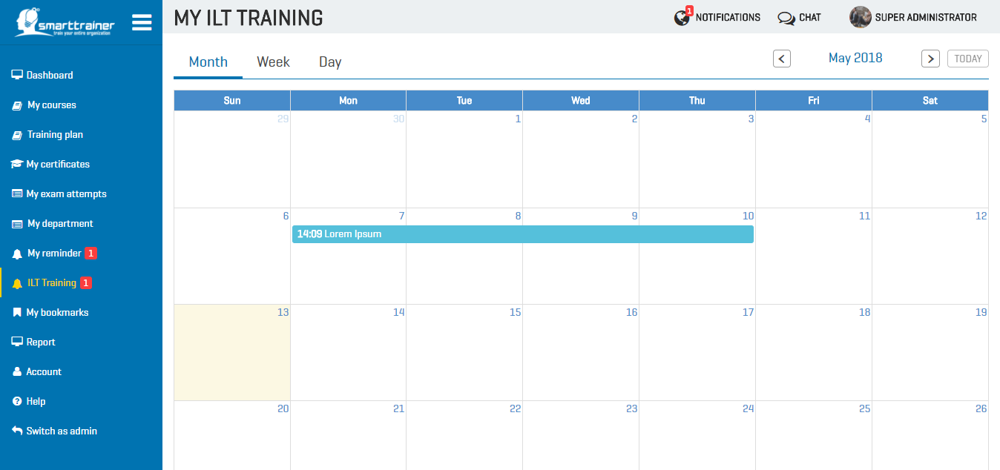 smarttrainer
train your entire organization
Dashboard
My courses
Training plan
My certificates
My exam attempts
My department
My reminder 1
ILT Training 1
My bookmarks
Report
Account
Help
Switch as admin
MY ILT TRAINING
1 NOTIFICATIONS
CHAT
SUPER ADMINISTRATOR
Month Week Day
< May 2018 > TODAY
Sun Mon Tue Wed Thu Fri Sat
29 30 1 2 3 4 5
6 7 8 9 10 11 12
14:09 Lorem Ipsum
13 14 15 16 17 18 19
20 21 22 23 24 25 26